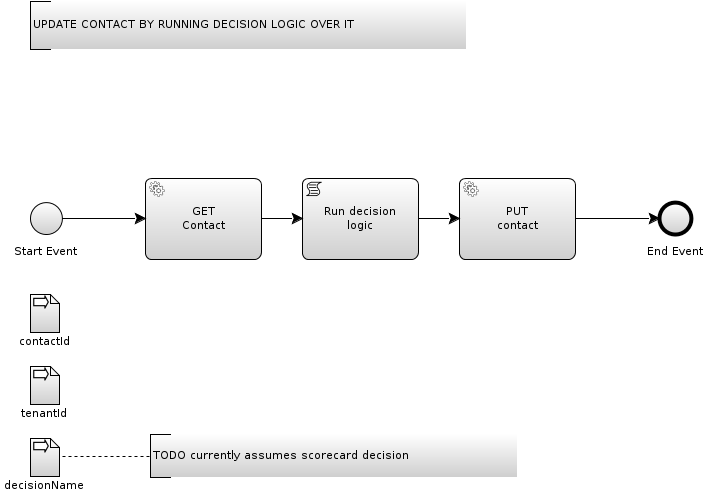 UPDATE CONTACT BY RUNNING DECISION LOGIC OVER IT
GET
Contact
Run decision
logic
PUT
contact
Start Event
End Event
contactId
tenantId
TODO currently assumes scorecard decision
decisionName